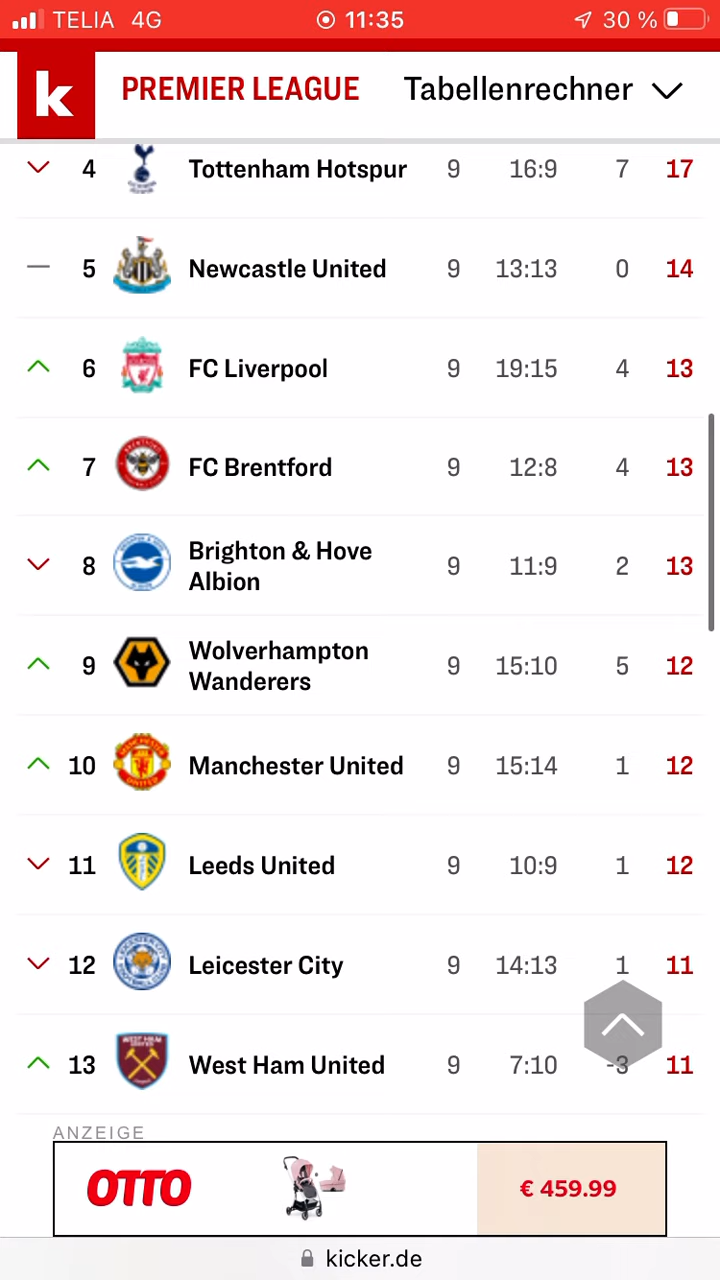 TELIA 4G 11:35 30 %
k PREMIER LEAGUE Tabellenrechner
4 Tottenham Hotspur 9 16:9 7 17
5 Newcastle United 9 13:13 0 14
6 FC Liverpool 9 19:15 4 13
7 FC Brentford 9 12:8 4 13
8 Brighton & Hove Albion 9 11:9 2 13
9 Wolverhampton Wanderers 9 15:10 5 12
10 Manchester United 9 15:14 1 12
11 Leeds United 9 10:9 1 12
12 Leicester City 9 14:13 1 11
13 West Ham United 9 7:10 -3 11
ANZEIGE
OTTO € 459.99
kicker.de